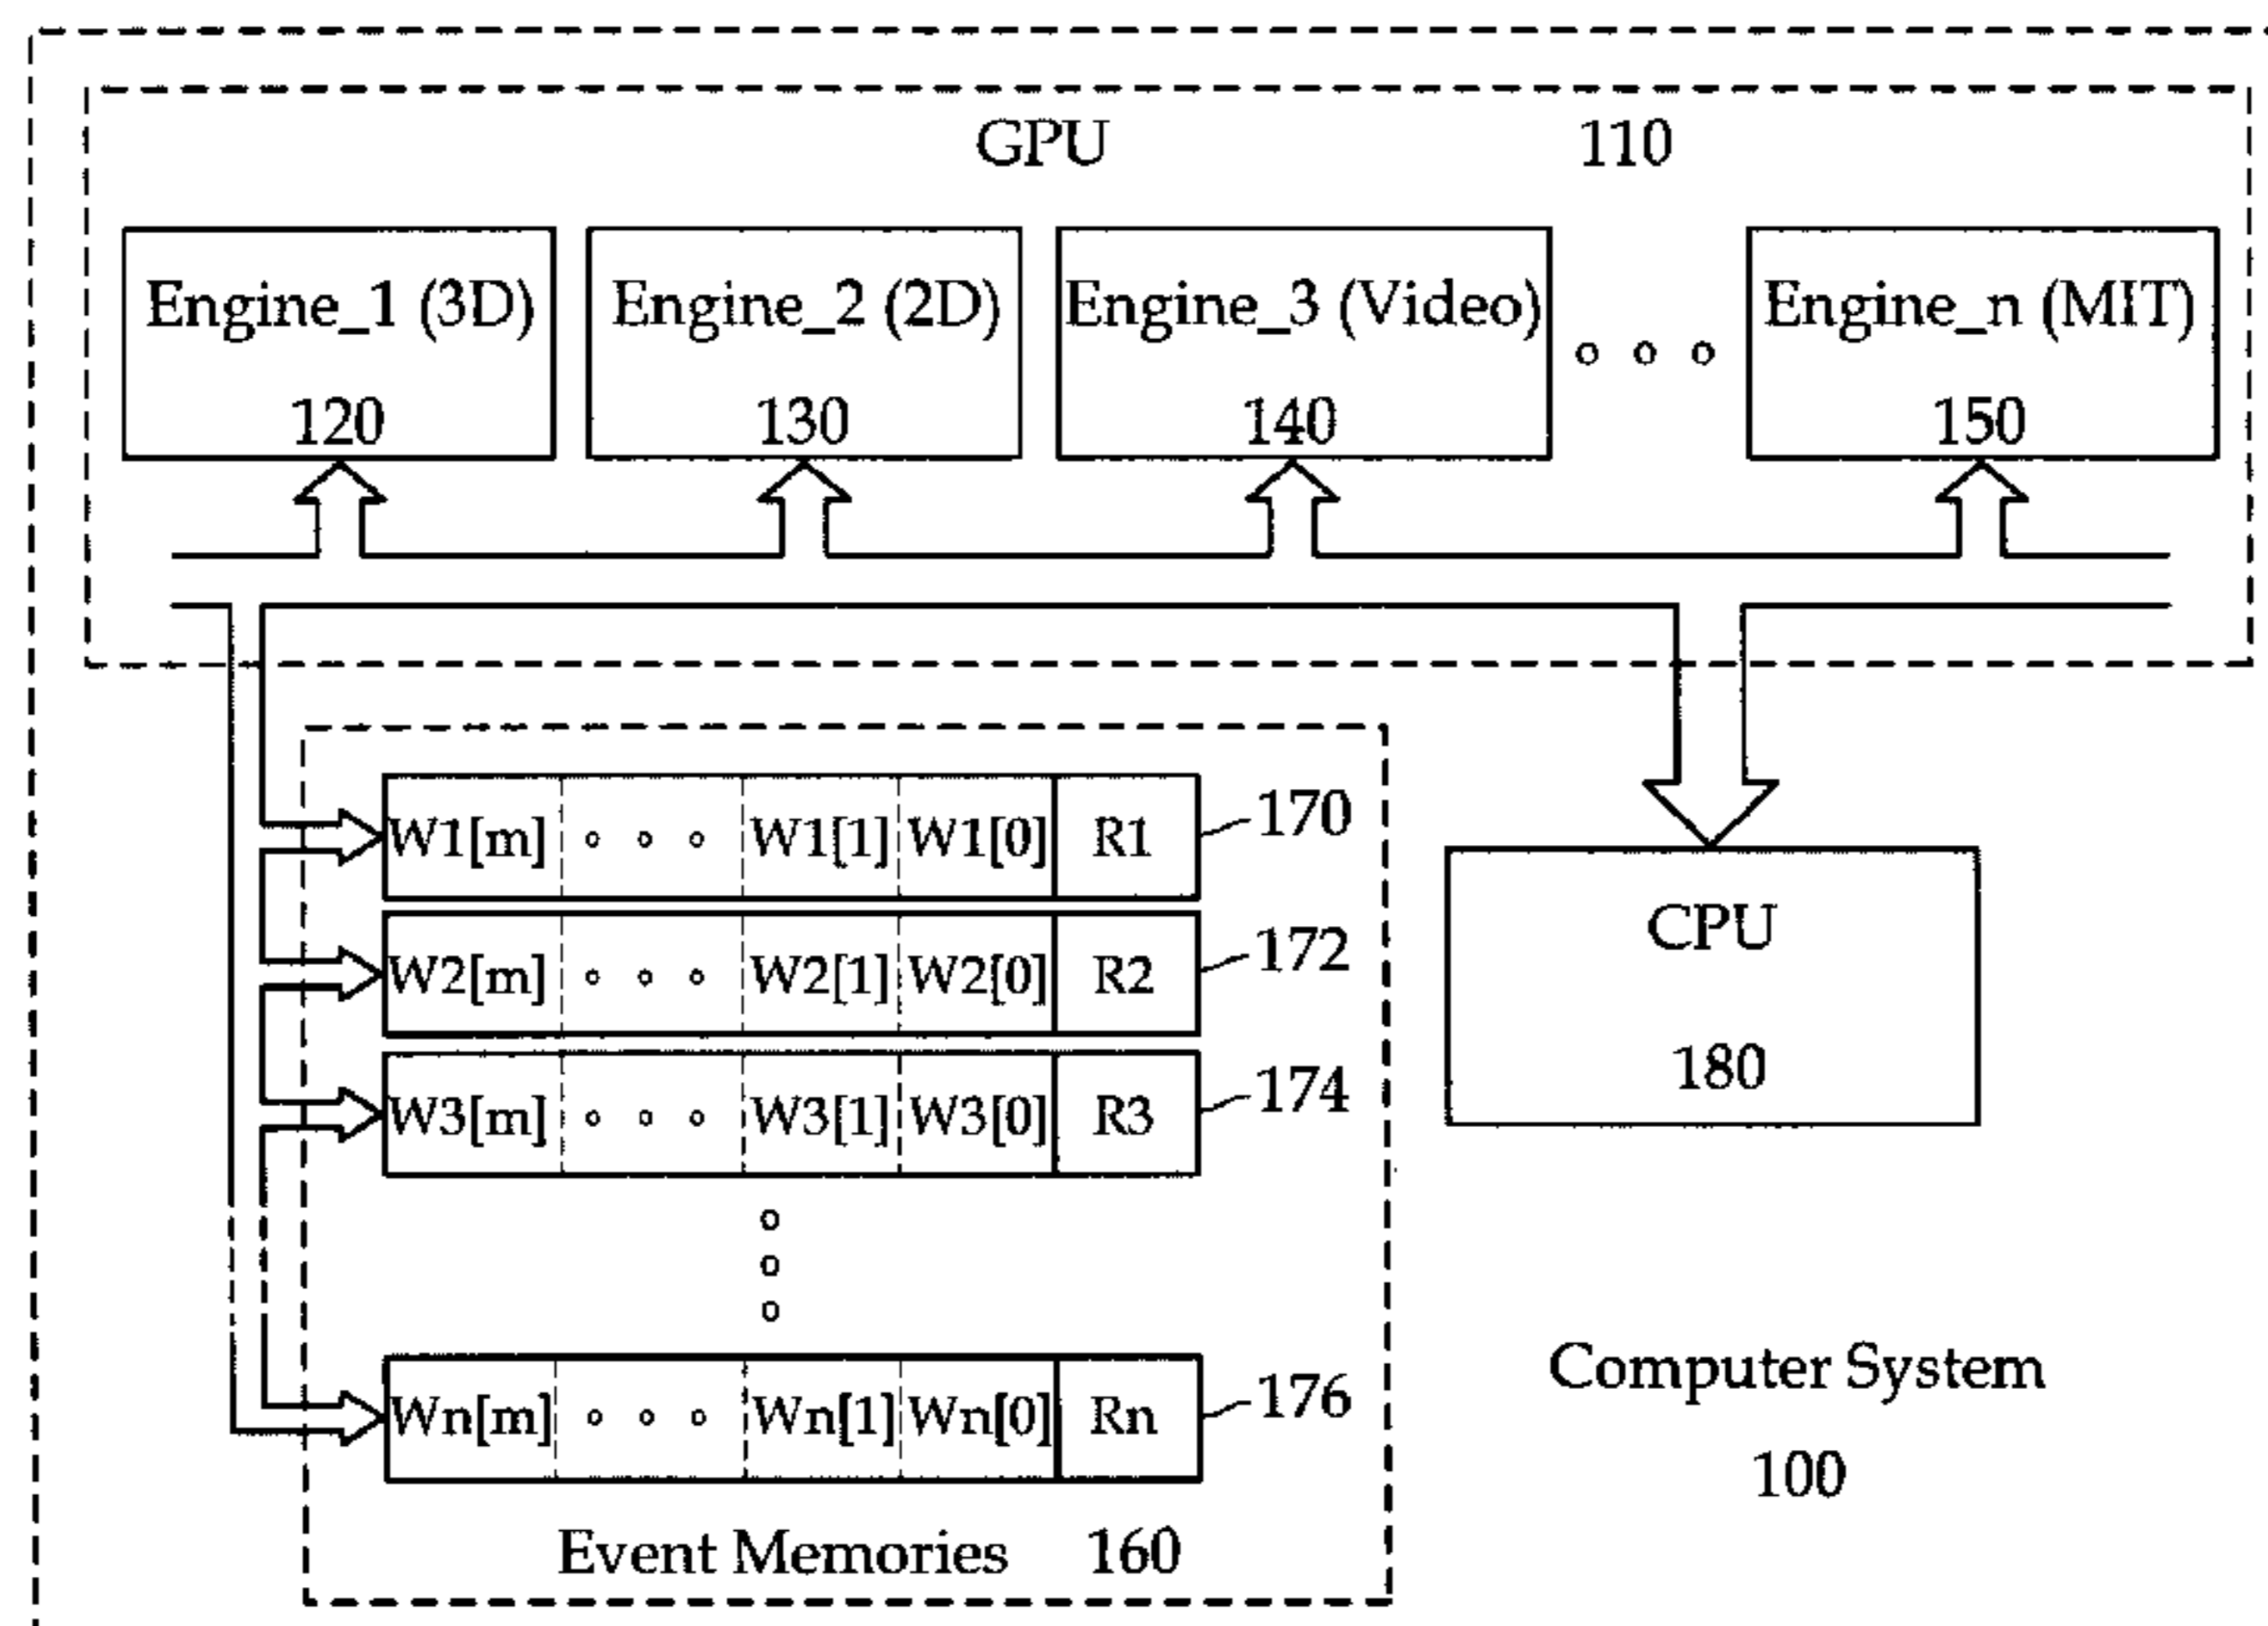 GPU 110
Engine_1 (3D)
120
Engine_2 (2D)
130
Engine_3 (Video)
140
Engine_n (MIT)
150
W1[m] W1[1] W1[0] R1 170
W2[m] W2[1] W2[0] R2 172
W3[m] W3[1] W3[0] R3 174
Wn[m] Wn[1] Wn[0] Rn 176
Event Memories 160
CPU
180
Computer System
100